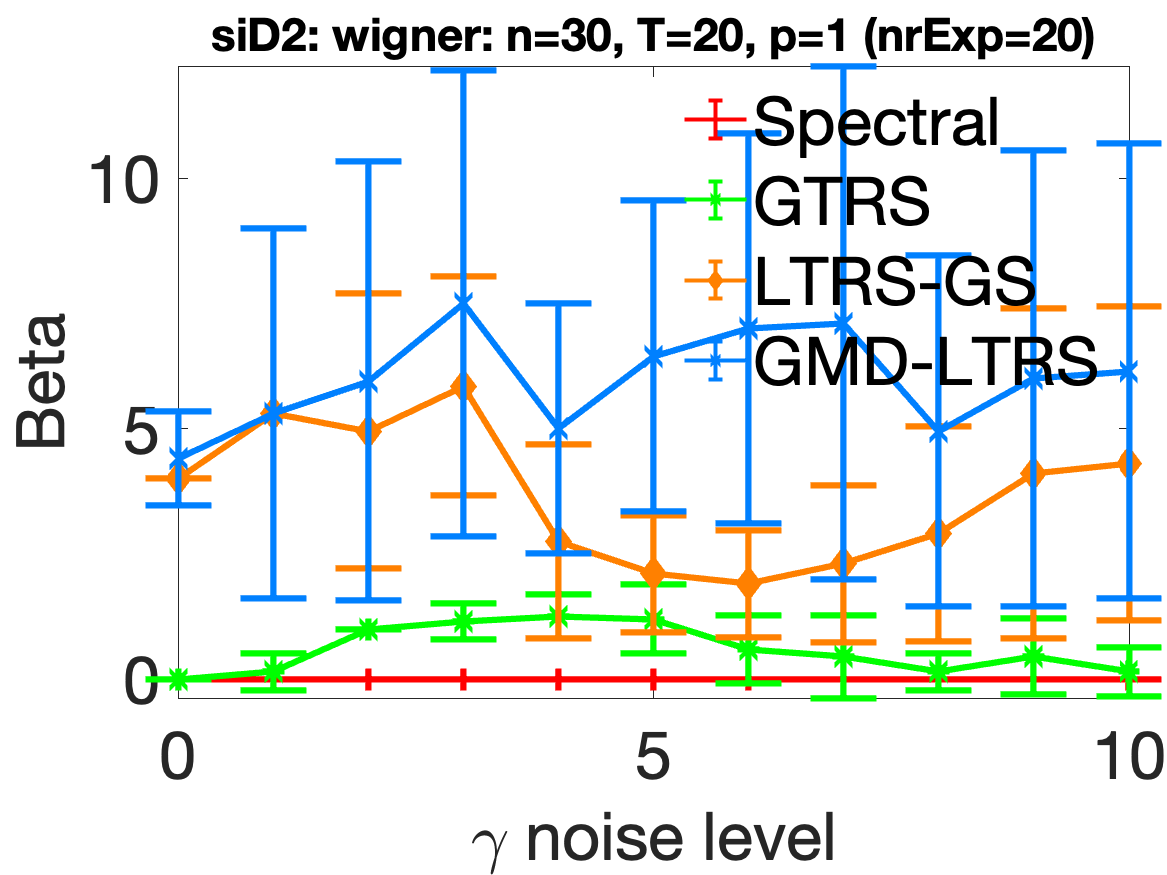 siD2: wigner: n=30, T=20, p=1 (nrExp=20)
Spectral
GTRS
LTRS-GS
GMD-LTRS
10
5
0
Beta
0 5 10
γ noise level